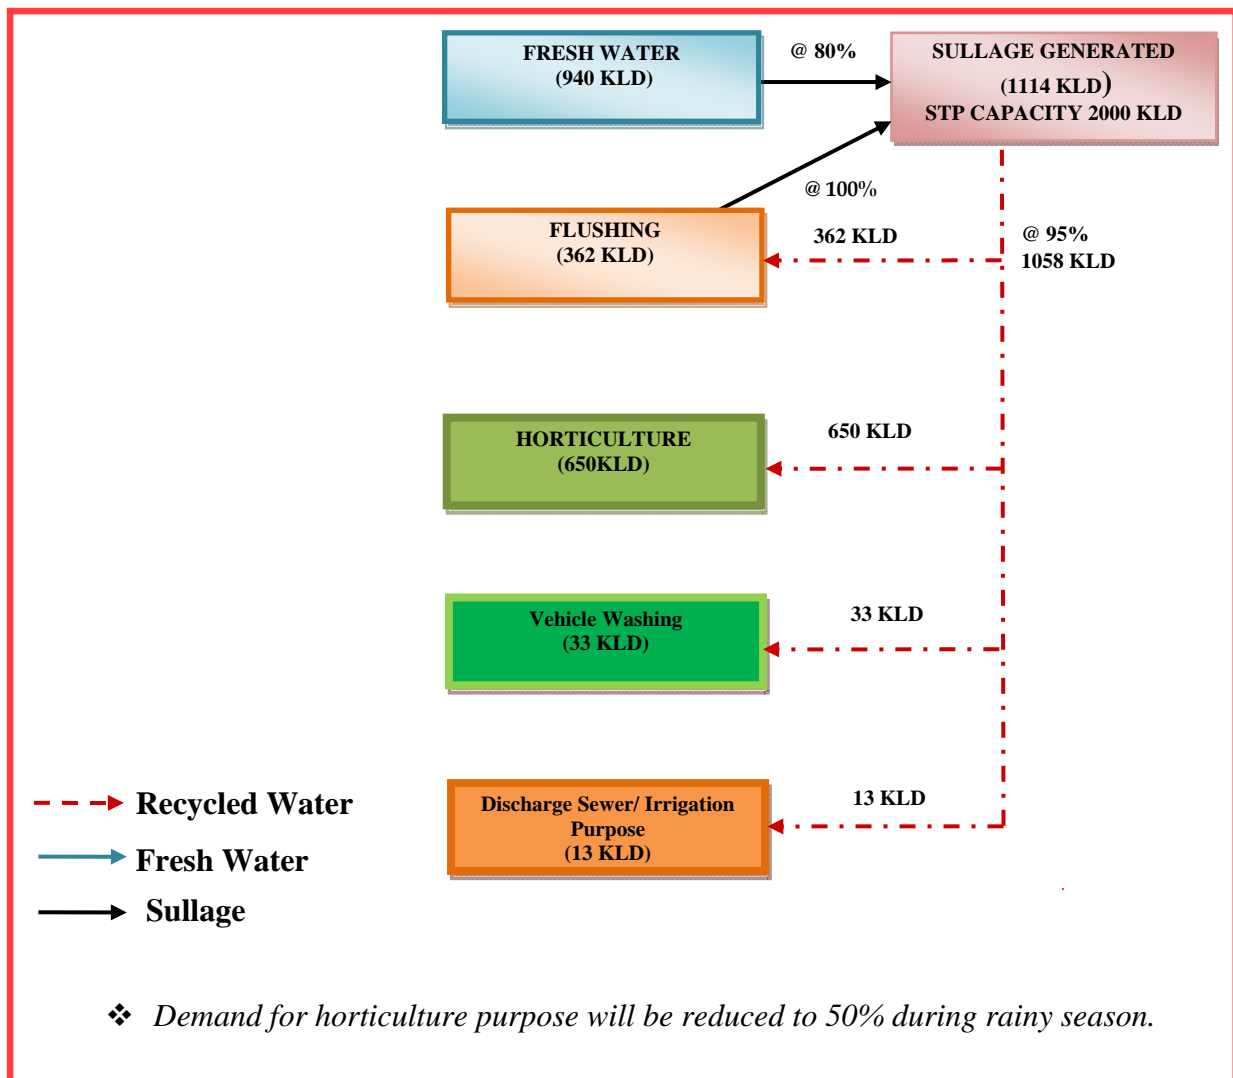 FRESH WATER
(940 KLD)
@ 80%
SULLAGE GENERATED
(1114 KLD)
STP CAPACITY 2000 KLD
@ 100%
FLUSHING
(362 KLD)
362 KLD
@ 95%
1058 KLD
HORTICULTURE
(650KLD)
650 KLD
Vehicle Washing
(33 KLD)
33 KLD
Discharge Sewer/ Irrigation
Purpose
(13 KLD)
13 KLD
Recycled Water
Fresh Water
Sullage
❖ Demand for horticulture purpose will be reduced to 50% during rainy season.